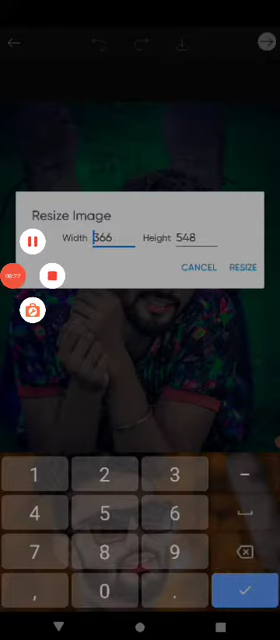 Resize Image
Width 366 Height 548
CANCEL RESIZE
00:27
1 2 3 -
4 5 6
7 8 9
, 0 .